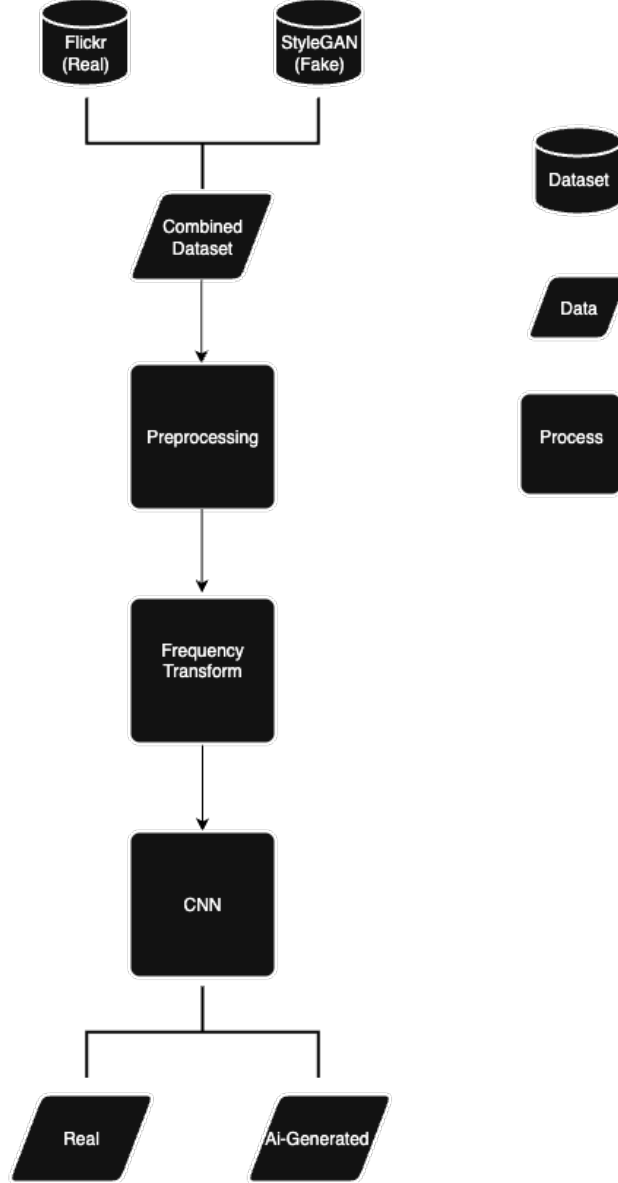 Flickr
(Real)
StyleGAN
(Fake)
Combined
Dataset
Preprocessing
Frequency
Transform
CNN
Real
Ai-Generated
Dataset
Data
Process